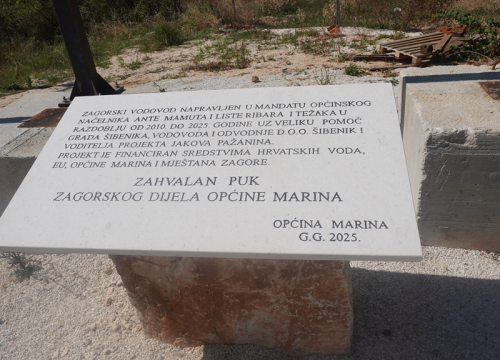 ZAGORSKI VODOVOD NAPRAVLJEN U MANDATU OPĆINSKOG
NAČELNIKA ANTE MAMUTA I LISTE RIBARA I TEŽAKA U
RAZDOBLJU OD 2010. DO 2025. GODINE UZ VELIKU POMOĆ
GRADA ŠIBENIKA, VODOVODA I ODVODNJE D.O.O. ŠIBENIK I
VODITELJA PROJEKTA JAKOVA PAŽANINA.
PROJEKT JE FINANCIRAN SREDSTVIMA HRVATSKIH VODA,
EU, OPĆINE MARINA I MJEŠTANA ZAGORE.
ZAHVALAN PUK
ZAGORSKOG DIJELA OPĆINE MARINA
OPĆINA MARINA
G.G. 2025.